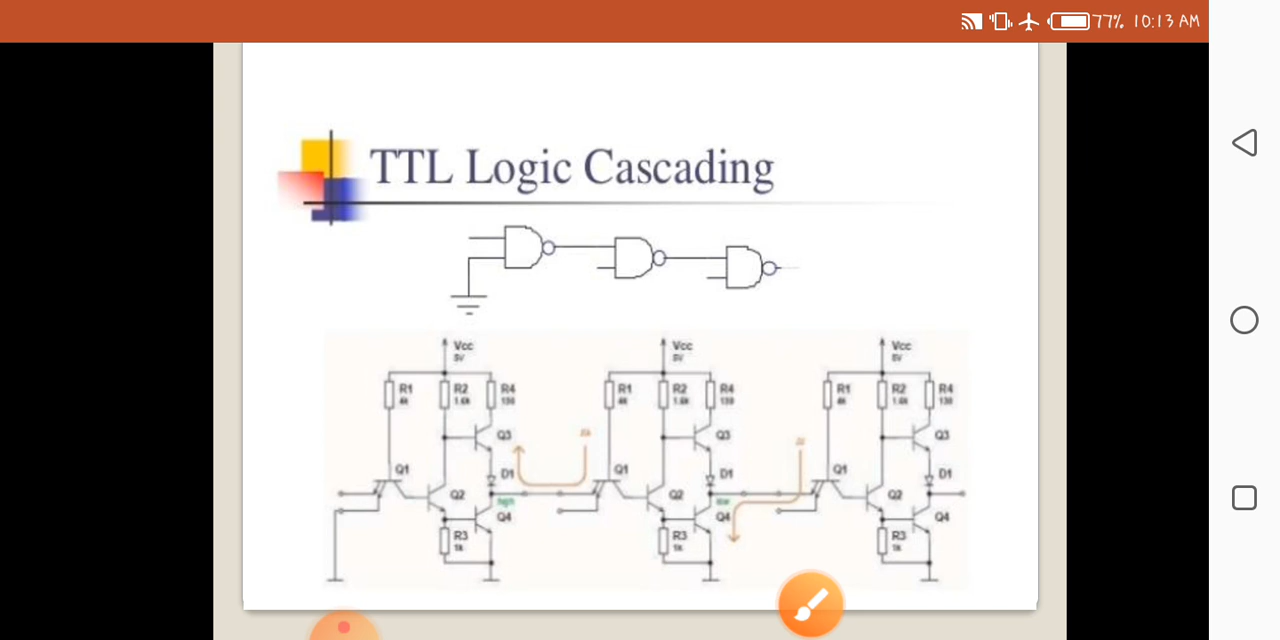 77% 10:13 AM
TTL Logic Cascading
Vcc Vcc Vcc
5V 5V 5V
R1 R2 R4 R1 R2 R4 R1 R2 R4
4k 1.6k 130 4k 1.6k 130 4k 1.6k 130
Q3 Q3 Q3
Q1 D1 Q1 D1 Q1 D1
Q2 Q2 Q2
high low
Q4 Q4 Q4
R3 R3 R3
1k 1k 1k